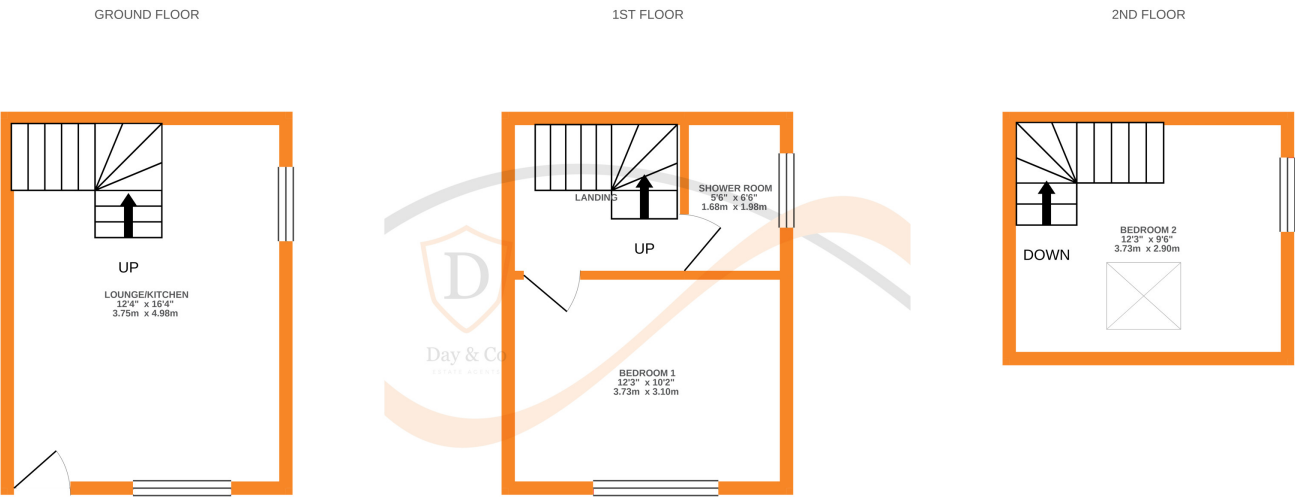 GROUND FLOOR
UP
LOUNGE/KITCHEN
12'4" x 16'4"
3.75m x 4.98m
1ST FLOOR
SHOWER ROOM
5'6" x 6'6"
1.68m x 1.98m
LANDING
UP
D
Day & Co
BEDROOM 1
12'3" x 10'2"
3.73m x 3.10m
2ND FLOOR
BEDROOM 2
12'3" x 9'6"
3.73m x 2.90m
DOWN